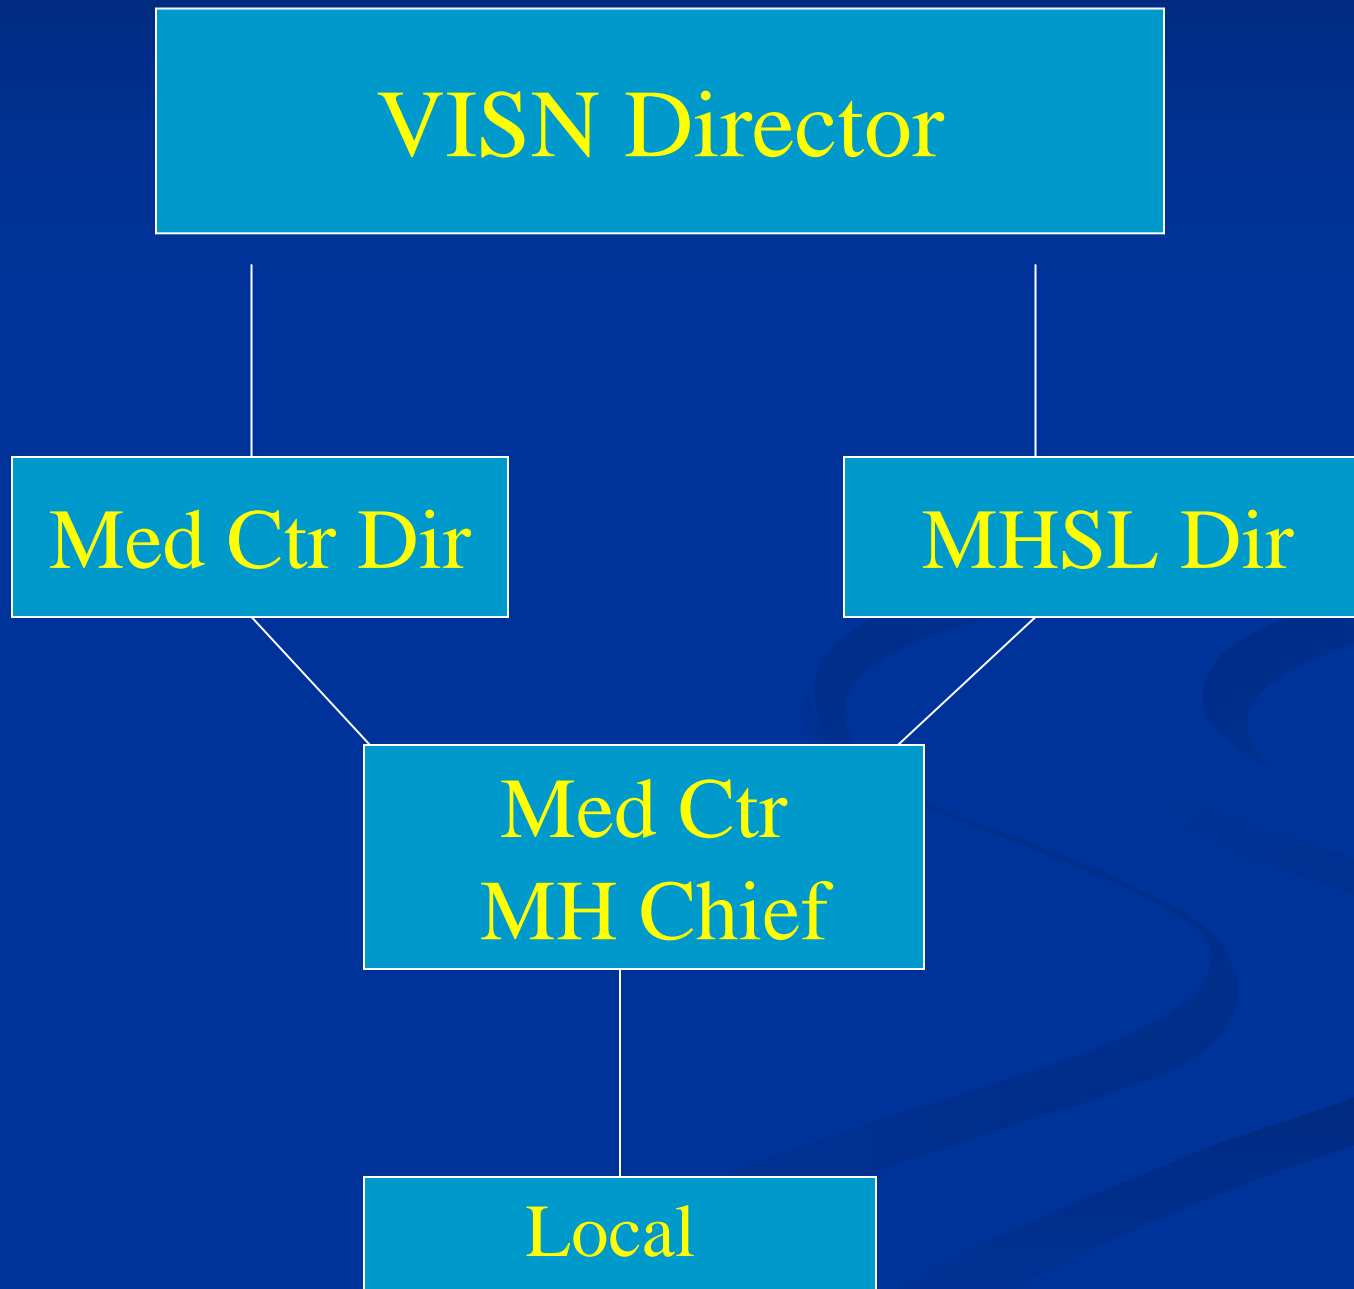 VISN Director
Med Ctr Dir
MHSL Dir
Med Ctr
MH Chief
Local